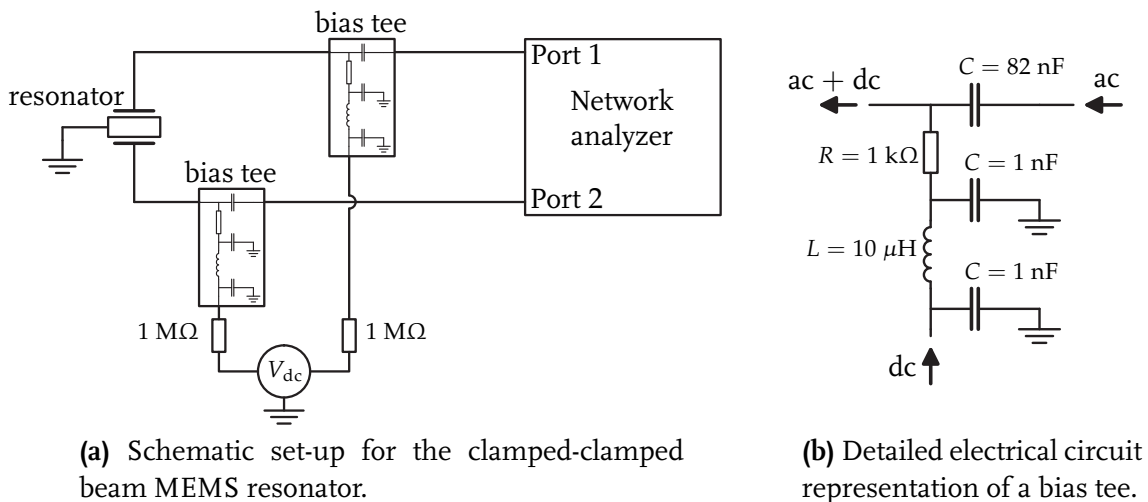 bias tee
Port 1
resonator
Network
analyzer
bias tee
Port 2
1 MΩ
1 MΩ
Vdc
(a) Schematic set-up for the clamped-clamped
beam MEMS resonator.
C = 82 nF
ac + dc
ac
R = 1 kΩ
C = 1 nF
L = 10 μH
C = 1 nF
dc
(b) Detailed electrical circuit
representation of a bias tee.